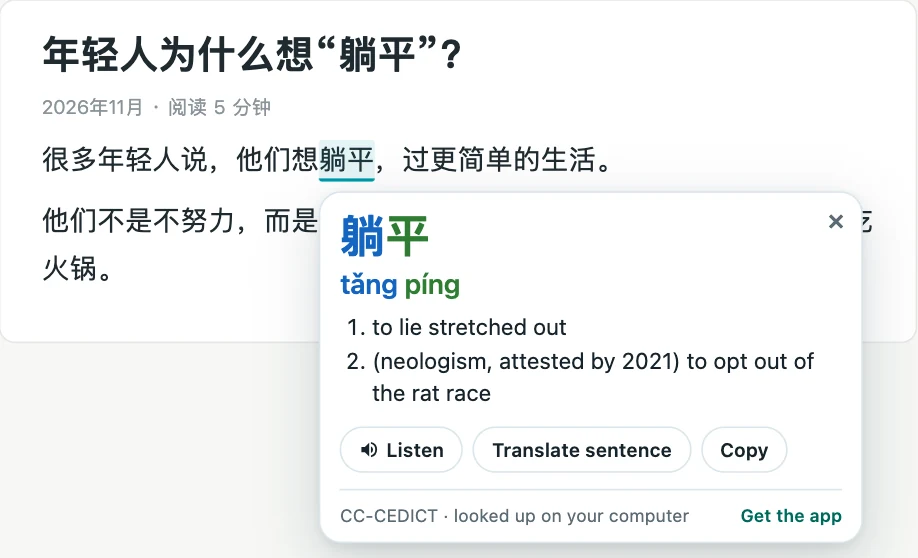 年轻人为什么想“躺平”?
2026年11月 · 阅读 5 分钟
很多年轻人说，他们想躺平，过更简单的生活。
他们不是不努力，而是
火锅。
躺平
×
tǎng píng
1. to lie stretched out
2. (neologism, attested by 2021) to opt out of
the rat race
Listen
Translate sentence
Copy
CC-CEDICT · looked up on your computer
Get the app